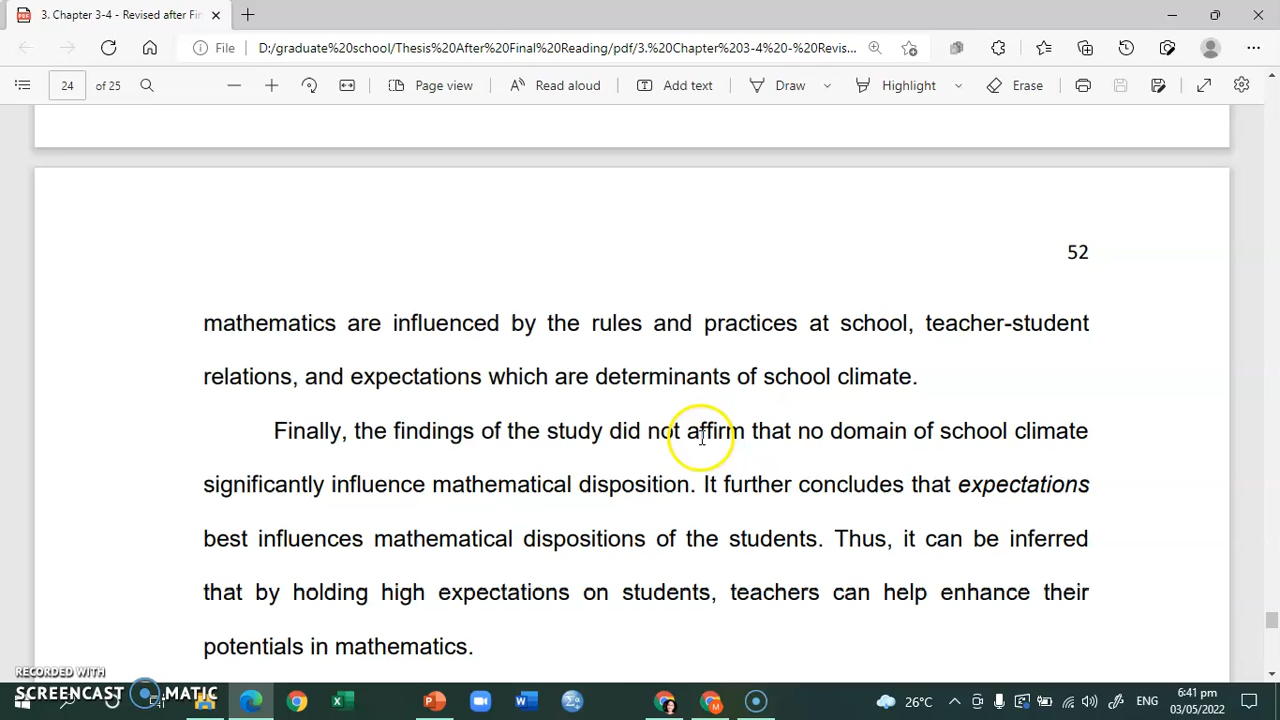 3. Chapter 3-4 - Revised after Fin
File
D:/graduate%20school/Thesis%20After%20Final%20Reading/pdf/3.%20Chapter%203-4%20-%20Revis...
24 of 25
Page view
Read aloud
Add text
Draw
Highlight
Erase
52
mathematics are influenced by the rules and practices at school, teacher-student
relations, and expectations which are determinants of school climate.
Finally, the findings of the study did not affirm that no domain of school climate
significantly influence mathematical disposition. It further concludes that expectations
best influences mathematical dispositions of the students. Thus, it can be inferred
that by holding high expectations on students, teachers can help enhance their
potentials in mathematics.
RECORDED WITH
SCREENCAST MATIC
26°C
ENG
6:41 pm
03/05/2022